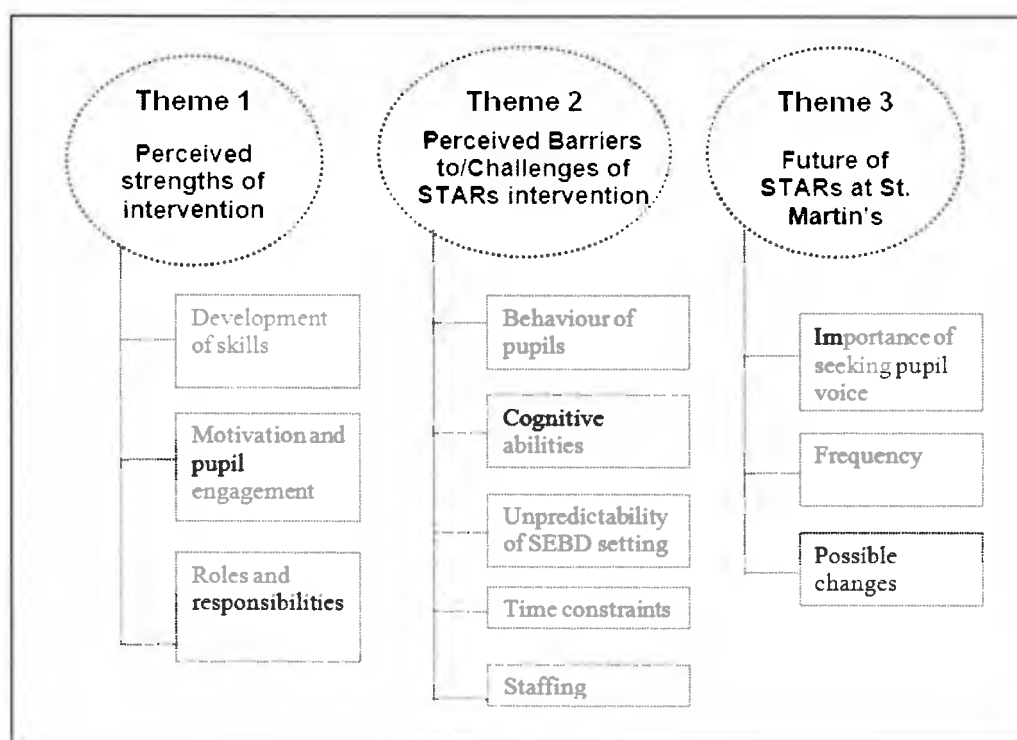 Theme 1
Perceived
strengths of
intervention
Development
of skills
Motivation and
pupil
engagement
Roles and
responsibilities
Theme 2
Perceived Barriers
to/Challenges of
STARs intervention
Behaviour of
pupils
Cognitive
abilities
Unpredictability
of SEBD setting
Time constraints
Staffing
Theme 3
Future of
STARs at St.
Martin's
Importance of
seeking pupil
voice
Frequency
Possible
changes